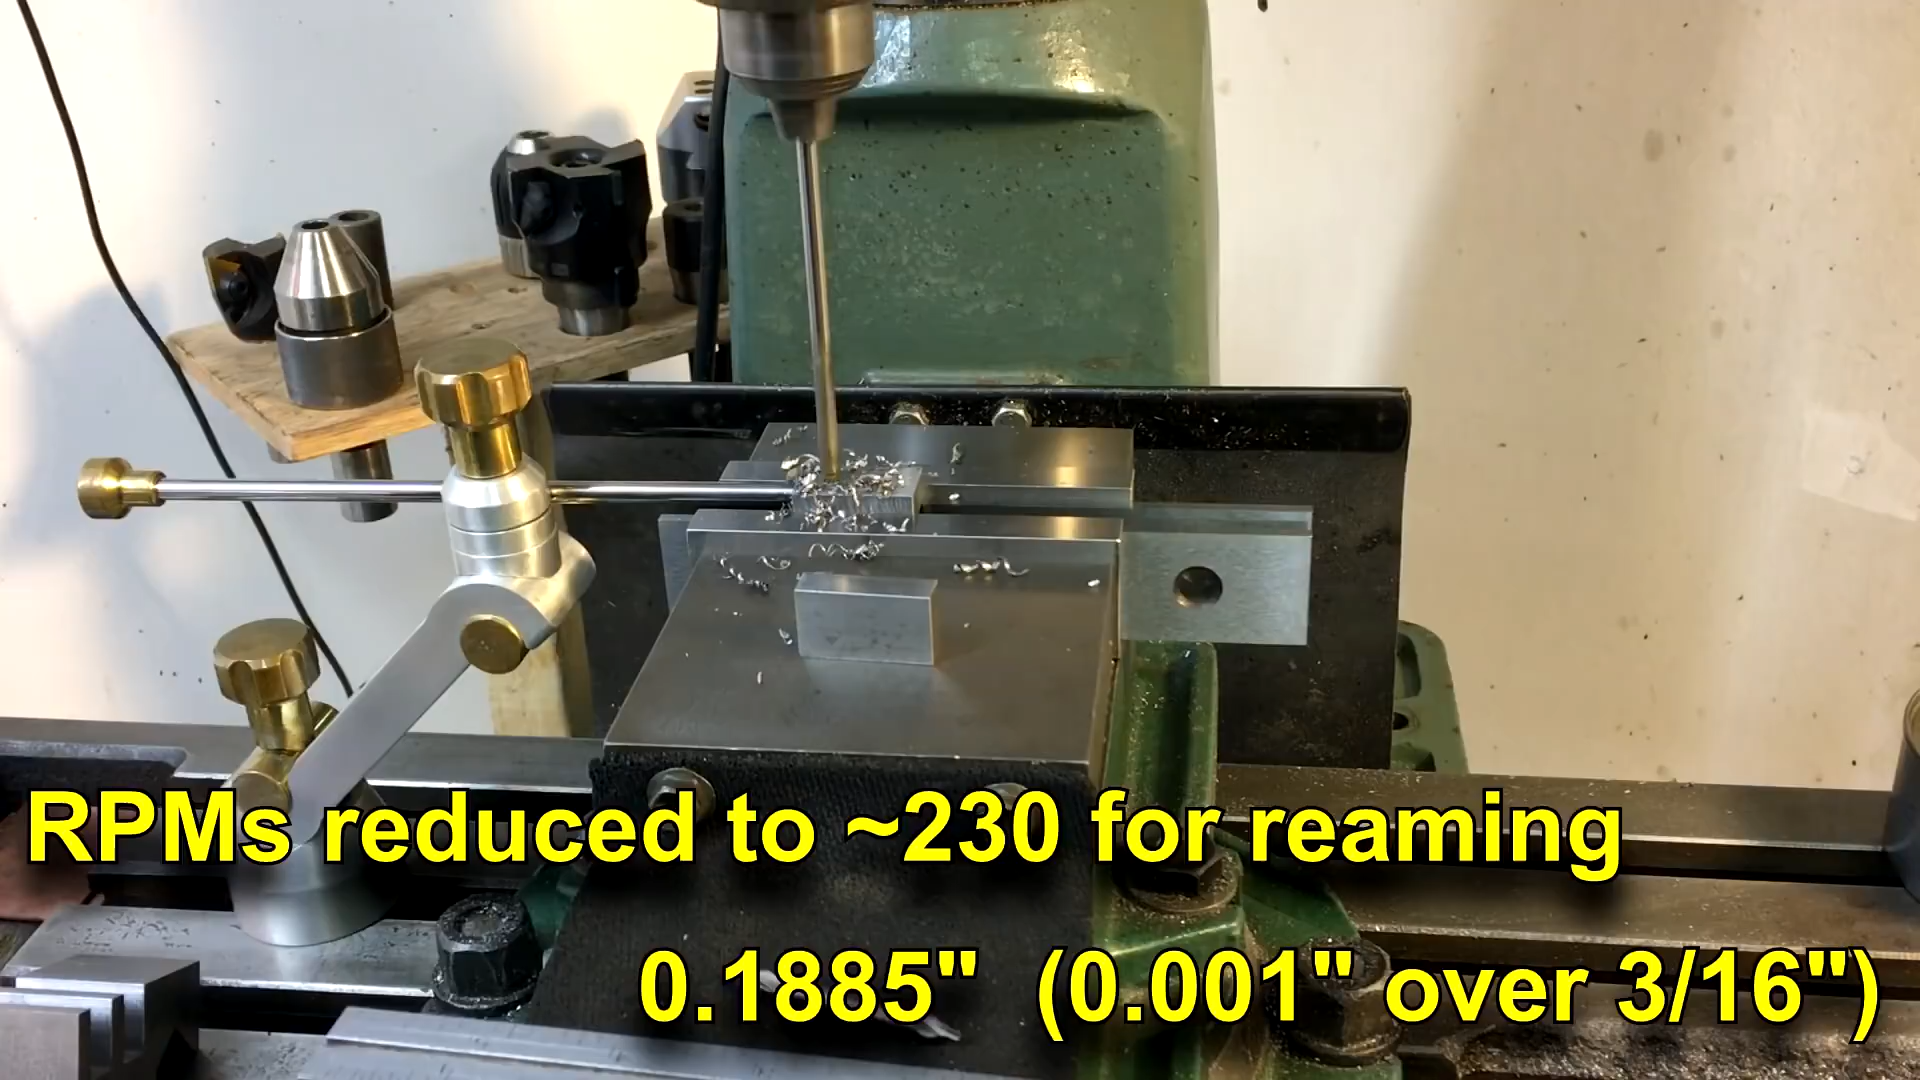 RPMs reduced to ~230 for reaming
0.1885" (0.001" over 3/16")